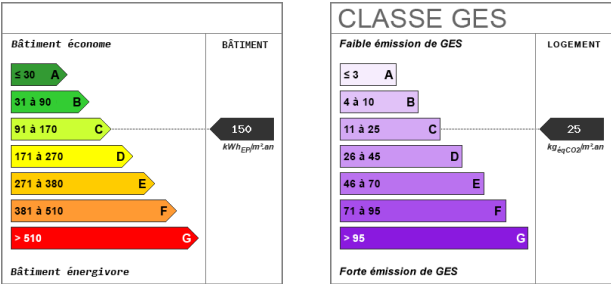 Bâtiment économe
BÂTIMENT
≤ 30 A
31 à 90 B
91 à 170 C
150
kWhEP/m².an
171 à 270 D
271 à 380 E
381 à 510 F
> 510 G
Bâtiment énergivore
CLASSE GES
Faible émission de GES
LOGEMENT
≤ 3 A
4 à 10 B
11 à 25 C
25
kgéqCO2/m².an
26 à 45 D
46 à 70 E
71 à 95 F
> 95 G
Forte émission de GES